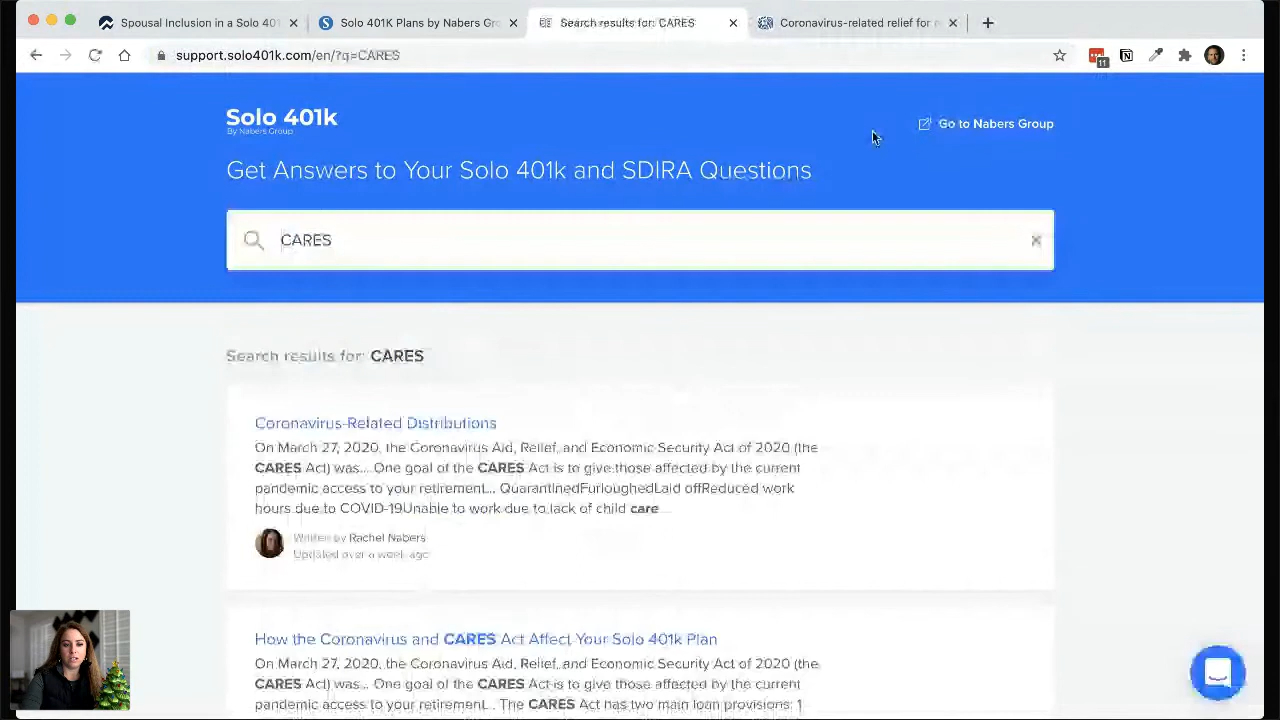 Spousal Inclusion in a Solo 401
Solo 401K Plans by Nabers Gro
Search results for: CARES
Coronavirus-related relief for r
support.solo401k.com/en/?q=CARES
11
Solo 401k
By Nabers Group
Go to Nabers Group
Get Answers to Your Solo 401k and SDIRA Questions
CARES
Search results for: CARES
Coronavirus-Related Distributions
On March 27, 2020, the Coronavirus Aid, Relief, and Economic Security Act of 2020 (the
CARES Act) was... One goal of the CARES Act is to give those affected by the current
pandemic access to your retirement... QuarantinedFurloughedLaid offReduced work
hours due to COVID-19Unable to work due to lack of child care
Written by Rachel Nabers
Updated over a week ago
How the Coronavirus and CARES Act Affect Your Solo 401k Plan
On March 27, 2020, the Coronavirus Aid, Relief, and Economic Security Act of 2020 (the
CARES Act) was... One goal of the CARES Act is to give those affected by the current
pandemic access to your retirement... The CARES Act has two main loan provisions: 1